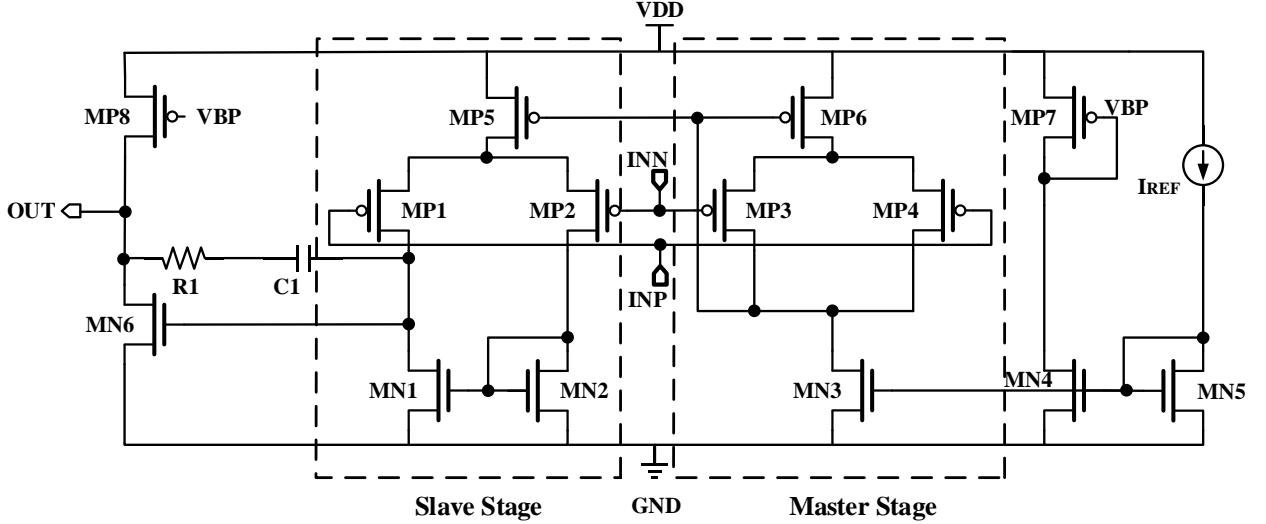 VDD
MP8
VBP
MP5
MP6
MP7
VBP
INN
IREF
OUT
MP1
MP2
MP3
MP4
R1
C1
INP
MN6
MN1
MN2
MN3
MN4
MN5
Slave Stage
GND
Master Stage